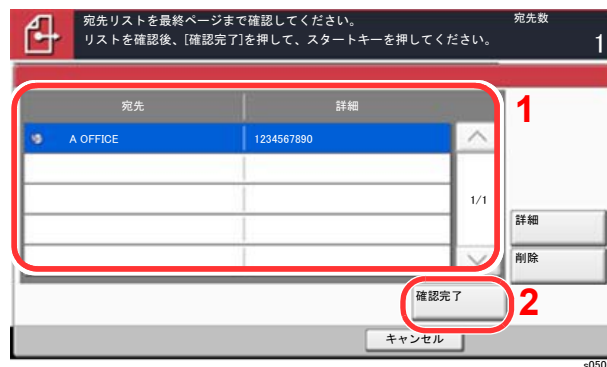 宛先リストを最終ページまで確認してください。
リストを確認後、[確認完了]を押して、スタートキーを押してください。
宛先数
1
宛先 詳細
1
A OFFICE 1234567890
1/1
詳細
削除
確認完了
2
キャンセル
s050